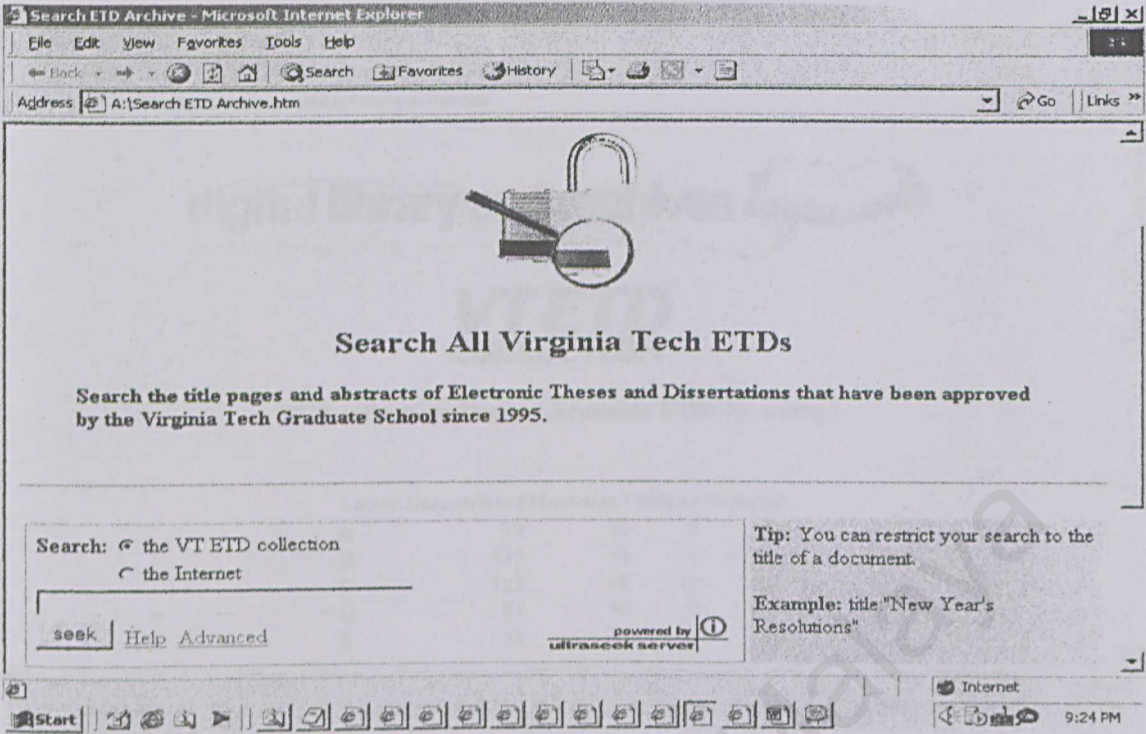 Search ETD Archive - Microsoft Internet Explorer
File Edit View Favorites Tools Help
Back Search Favorites History
Address A:\Search ETD Archive.htm Go Links »
Search All Virginia Tech ETDs
Search the title pages and abstracts of Electronic Theses and Dissertations that have been approved
by the Virginia Tech Graduate School since 1995.
Search: the VT ETD collection
the Internet
seek Help Advanced
powered by
ultraseek server
Tip: You can restrict your search to the
title of a document.
Example: title:"New Year's
Resolutions"
Internet
Start 9:24 PM